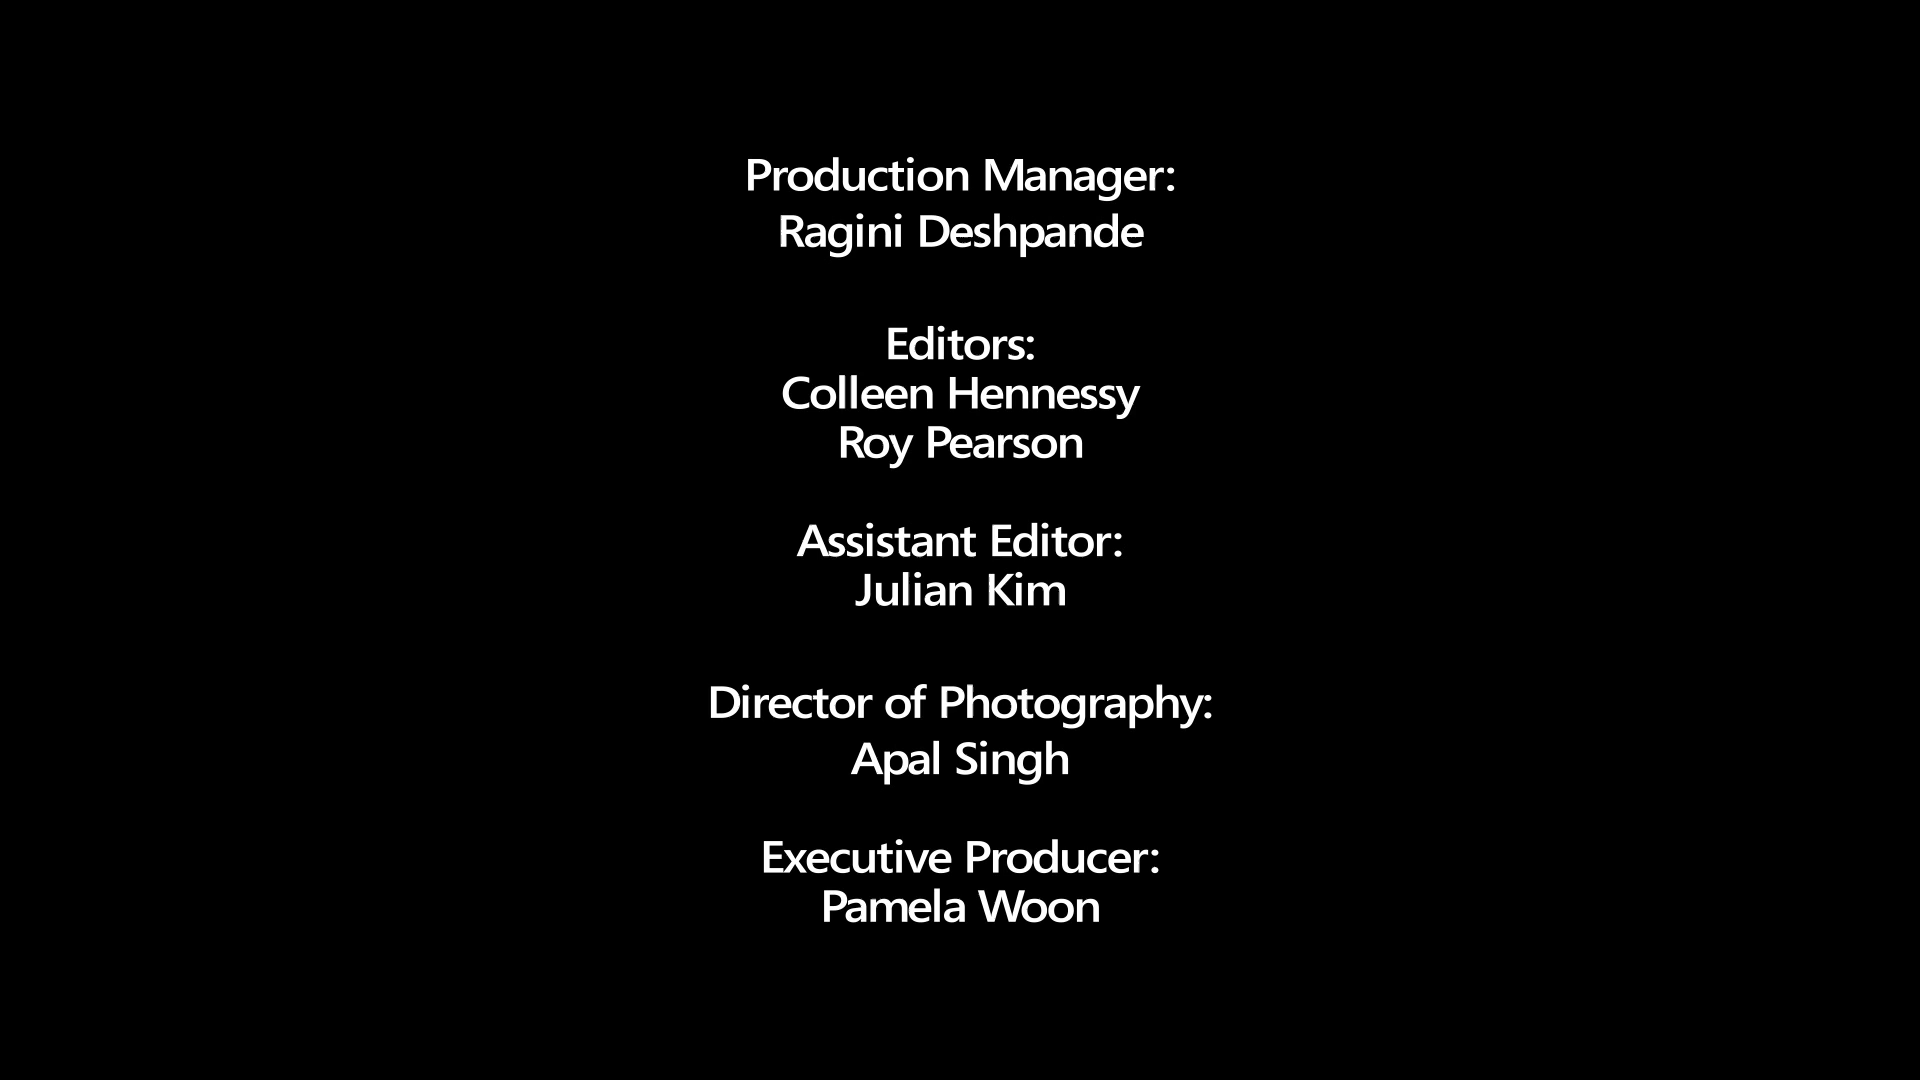 Production Manager:
Ragini Deshpande
Editors:
Colleen Hennessy
Roy Pearson
Assistant Editor:
Julian Kim
Director of Photography:
Apal Singh
Executive Producer:
Pamela Woon